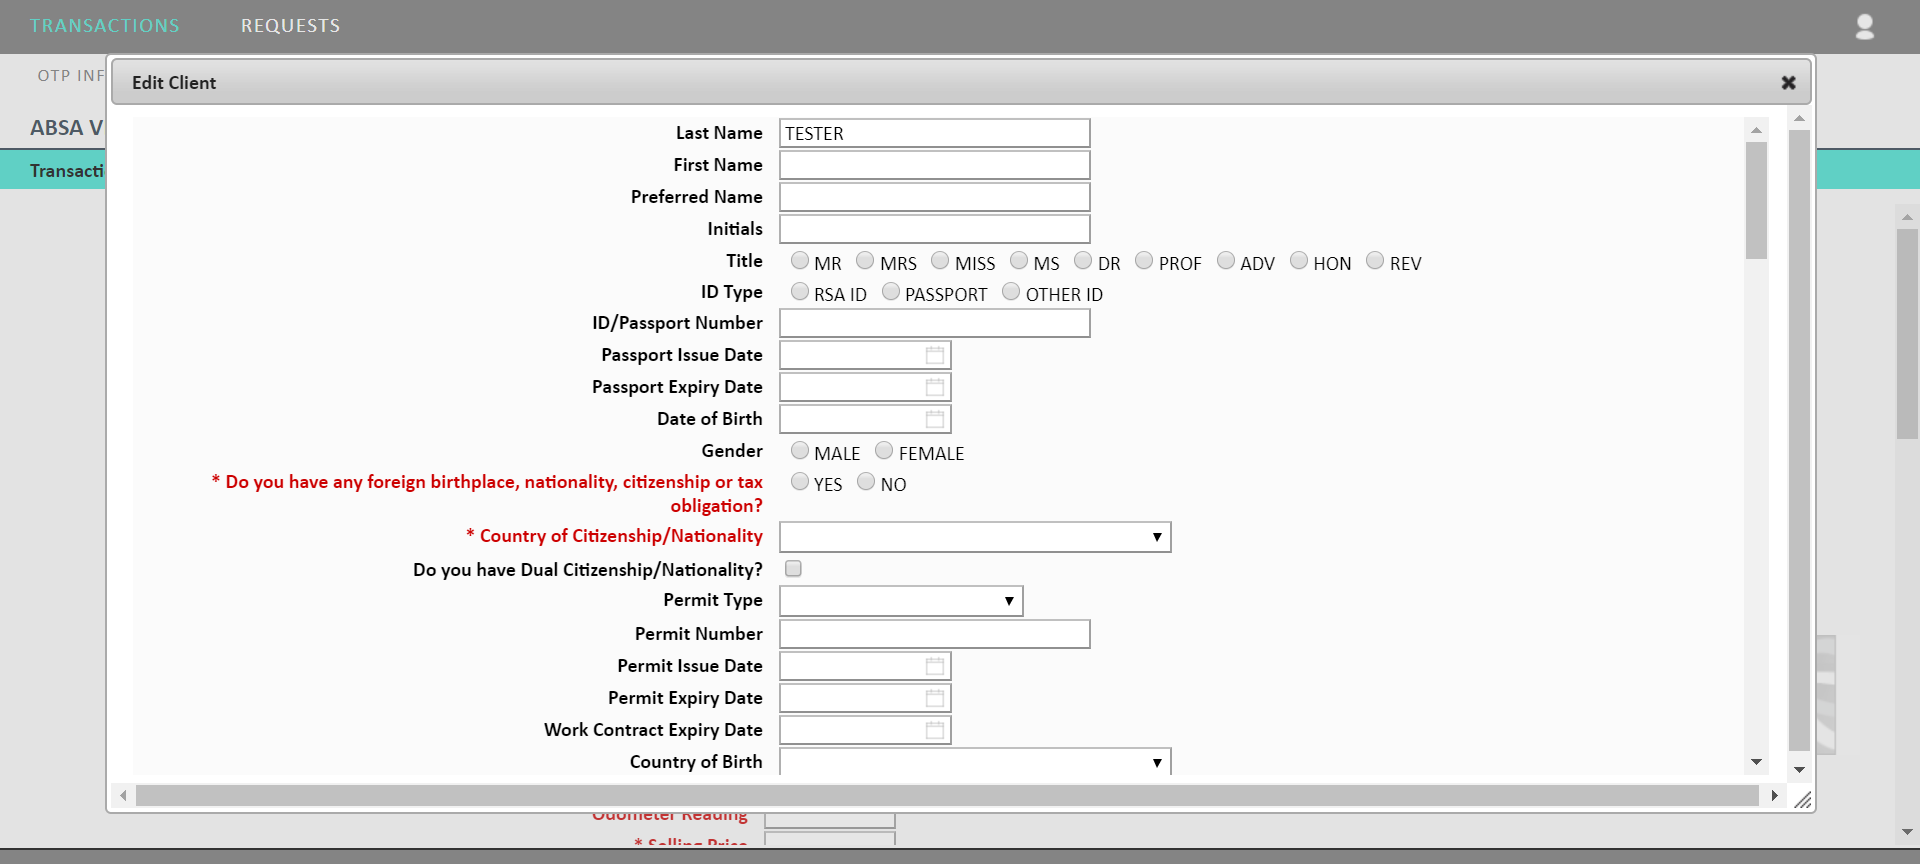 TRANSACTIONS REQUESTS
OTP INF
Edit Client
ABSA V
Transacti
Last Name TESTER
First Name
Preferred Name
Initials
Title MR MRS MISS MS DR PROF ADV HON REV
ID Type RSA ID PASSPORT OTHER ID
ID/Passport Number
Passport Issue Date
Passport Expiry Date
Date of Birth
Gender MALE FEMALE
* Do you have any foreign birthplace, nationality, citizenship or tax
obligation? YES NO
* Country of Citizenship/Nationality
Do you have Dual Citizenship/Nationality?
Permit Type
Permit Number
Permit Issue Date
Permit Expiry Date
Work Contract Expiry Date
Country of Birth
Odometer Reading
* Selling Price